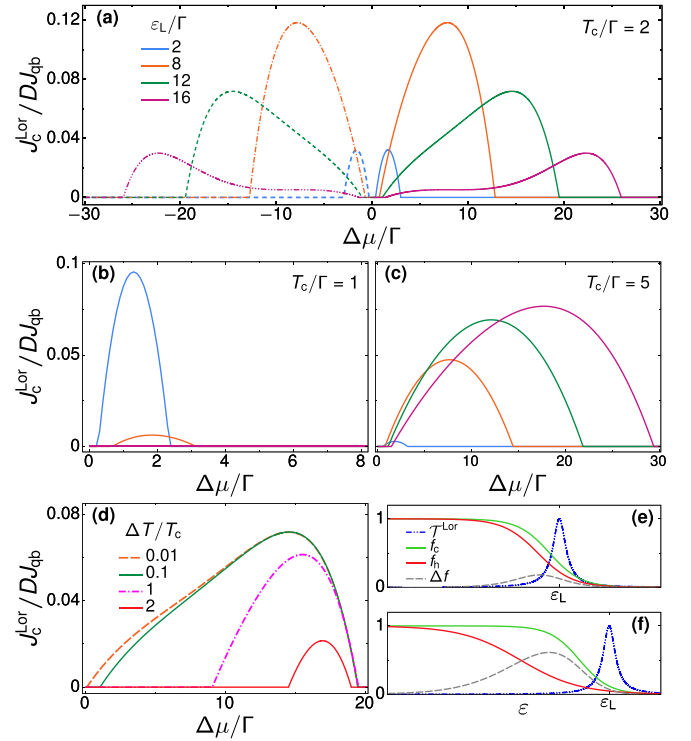 (a)
ε_L/Γ
2
8
12
16
T_c/Γ = 2
J_c^Lor / DJ_qb
0.12
0.08
0.04
0
−30
−20
−10
0
10
20
30
Δμ/Γ
(b)
T_c/Γ = 1
J_c^Lor / DJ_qb
0.1
0.05
0
0
2
4
6
8
Δμ/Γ
(c)
T_c/Γ = 5
0
10
20
30
Δμ/Γ
(d)
ΔT/T_c
0.01
0.1
1
2
J_c^Lor / DJ_qb
0.08
0.04
0
0
10
20
Δμ/Γ
(e)
1
0
𝒯^Lor
f_c
f_h
Δf
ε_L
(f)
1
0
ε
ε_L